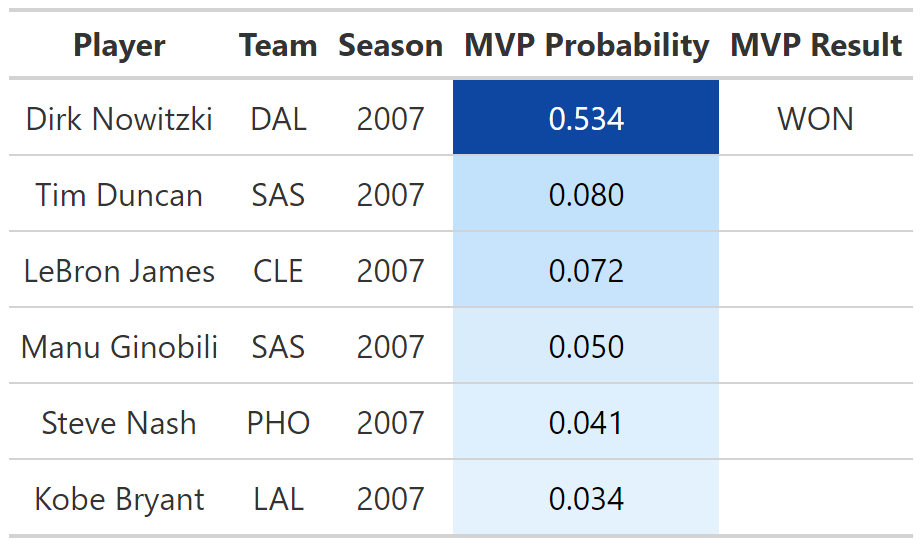 Player Team Season MVP Probability MVP Result
Dirk Nowitzki DAL 2007 0.534 WON
Tim Duncan SAS 2007 0.080
LeBron James CLE 2007 0.072
Manu Ginobili SAS 2007 0.050
Steve Nash PHO 2007 0.041
Kobe Bryant LAL 2007 0.034